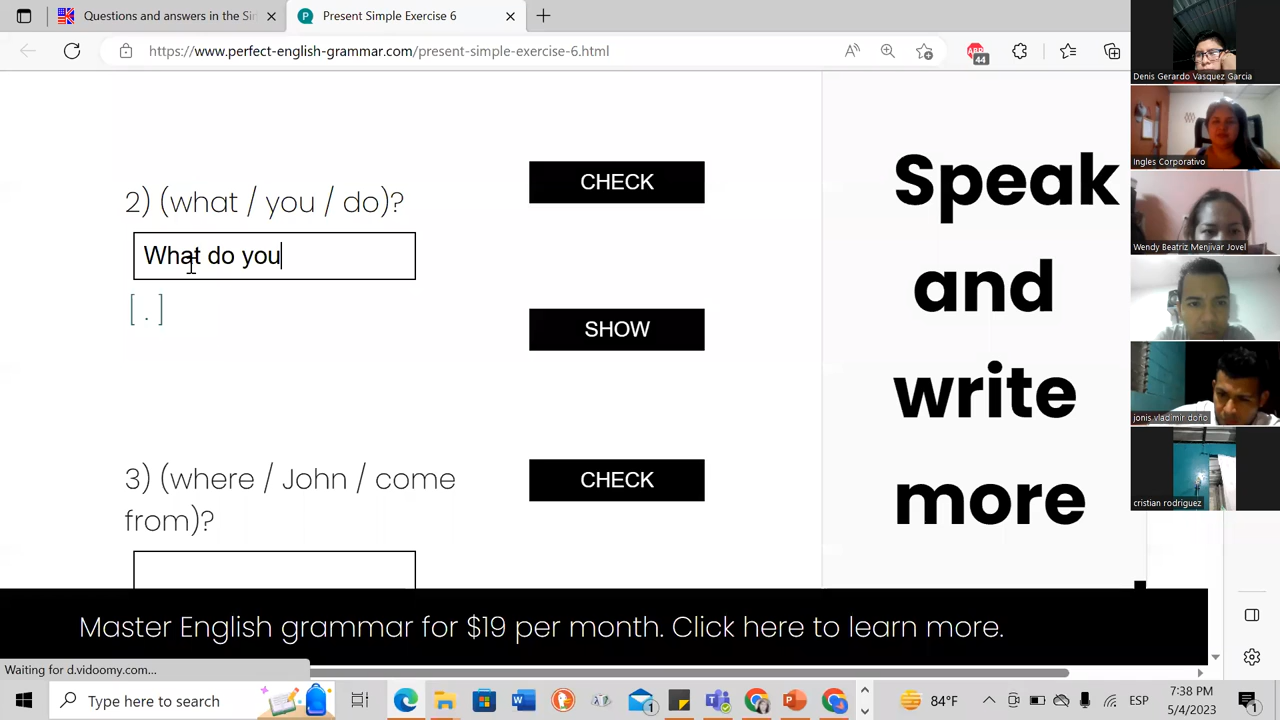 Questions and answers in the Sim
Present Simple Exercise 6
https://www.perfect-english-grammar.com/present-simple-exercise-6.html
44
Denis Gerardo Vasquez Garcia
Ingles Corporativo
Wendy Beatriz Menjivar Jovel
jonis vladimir doño
cristian rodriguez
2) (what / you / do)?
CHECK
What do you
[ . ]
SHOW
3) (where / John / come
from)?
CHECK
Speak
and
write
more
Master English grammar for $19 per month. Click here to learn more.
Waiting for d.vidoomy.com...
Type here to search
84°F
ESP
7:38 PM
5/4/2023